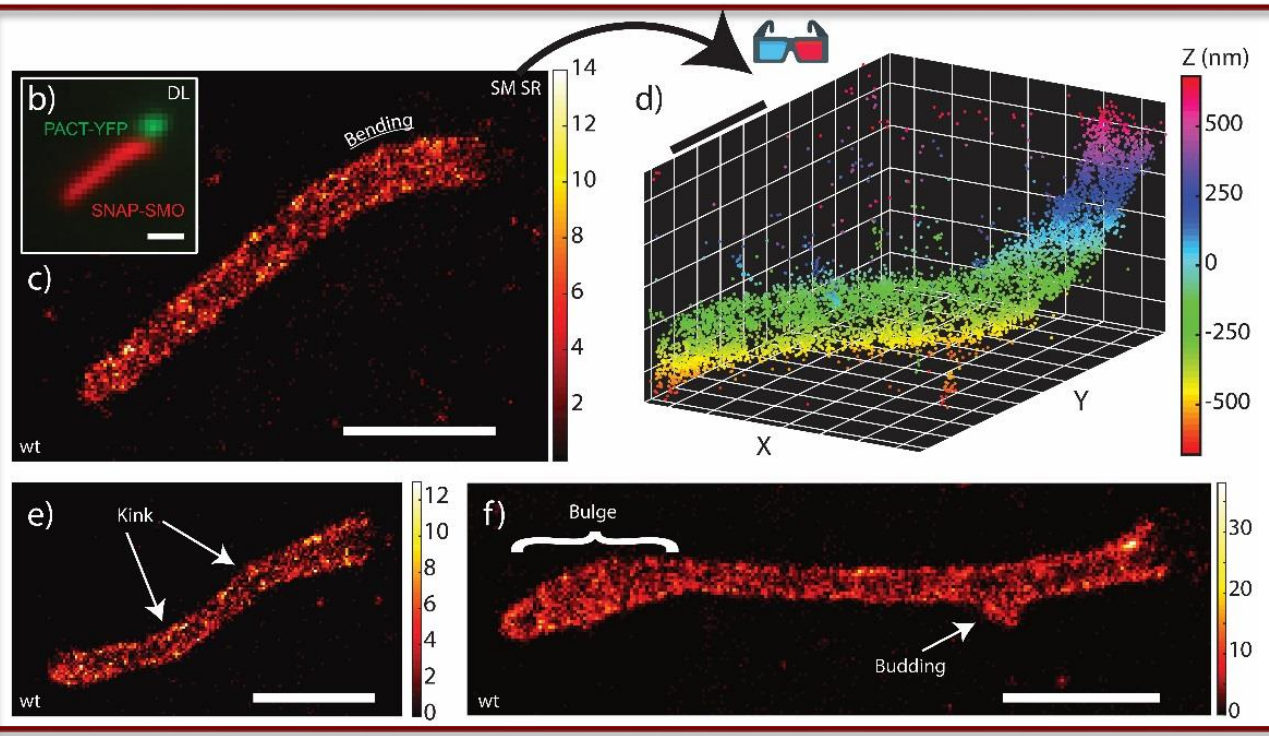 b)
DL
PACT-YFP
SNAP-SMO
SM SR
Bending
c)
wt
14
12
10
8
6
4
2
d)
X
Y
Z (nm)
500
250
0
-250
-500
e)
Kink
wt
12
10
8
6
4
2
0
f)
Bulge
Budding
wt
30
20
10
0